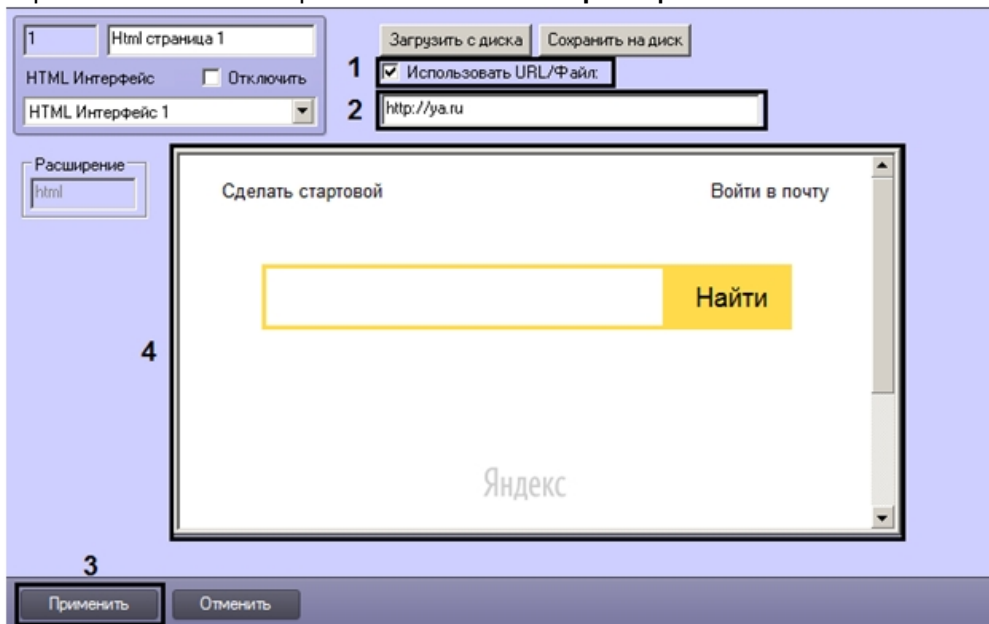 1 Html страница 1
HTML Интерфейс Отключить
HTML Интерфейс 1
Загрузить с диска Сохранить на диск
1 Использовать URL/Файл:
2 http://ya.ru
Расширение
html
Сделать стартовой Войти в почту
Найти
4
Яндекс
3
Применить Отменить